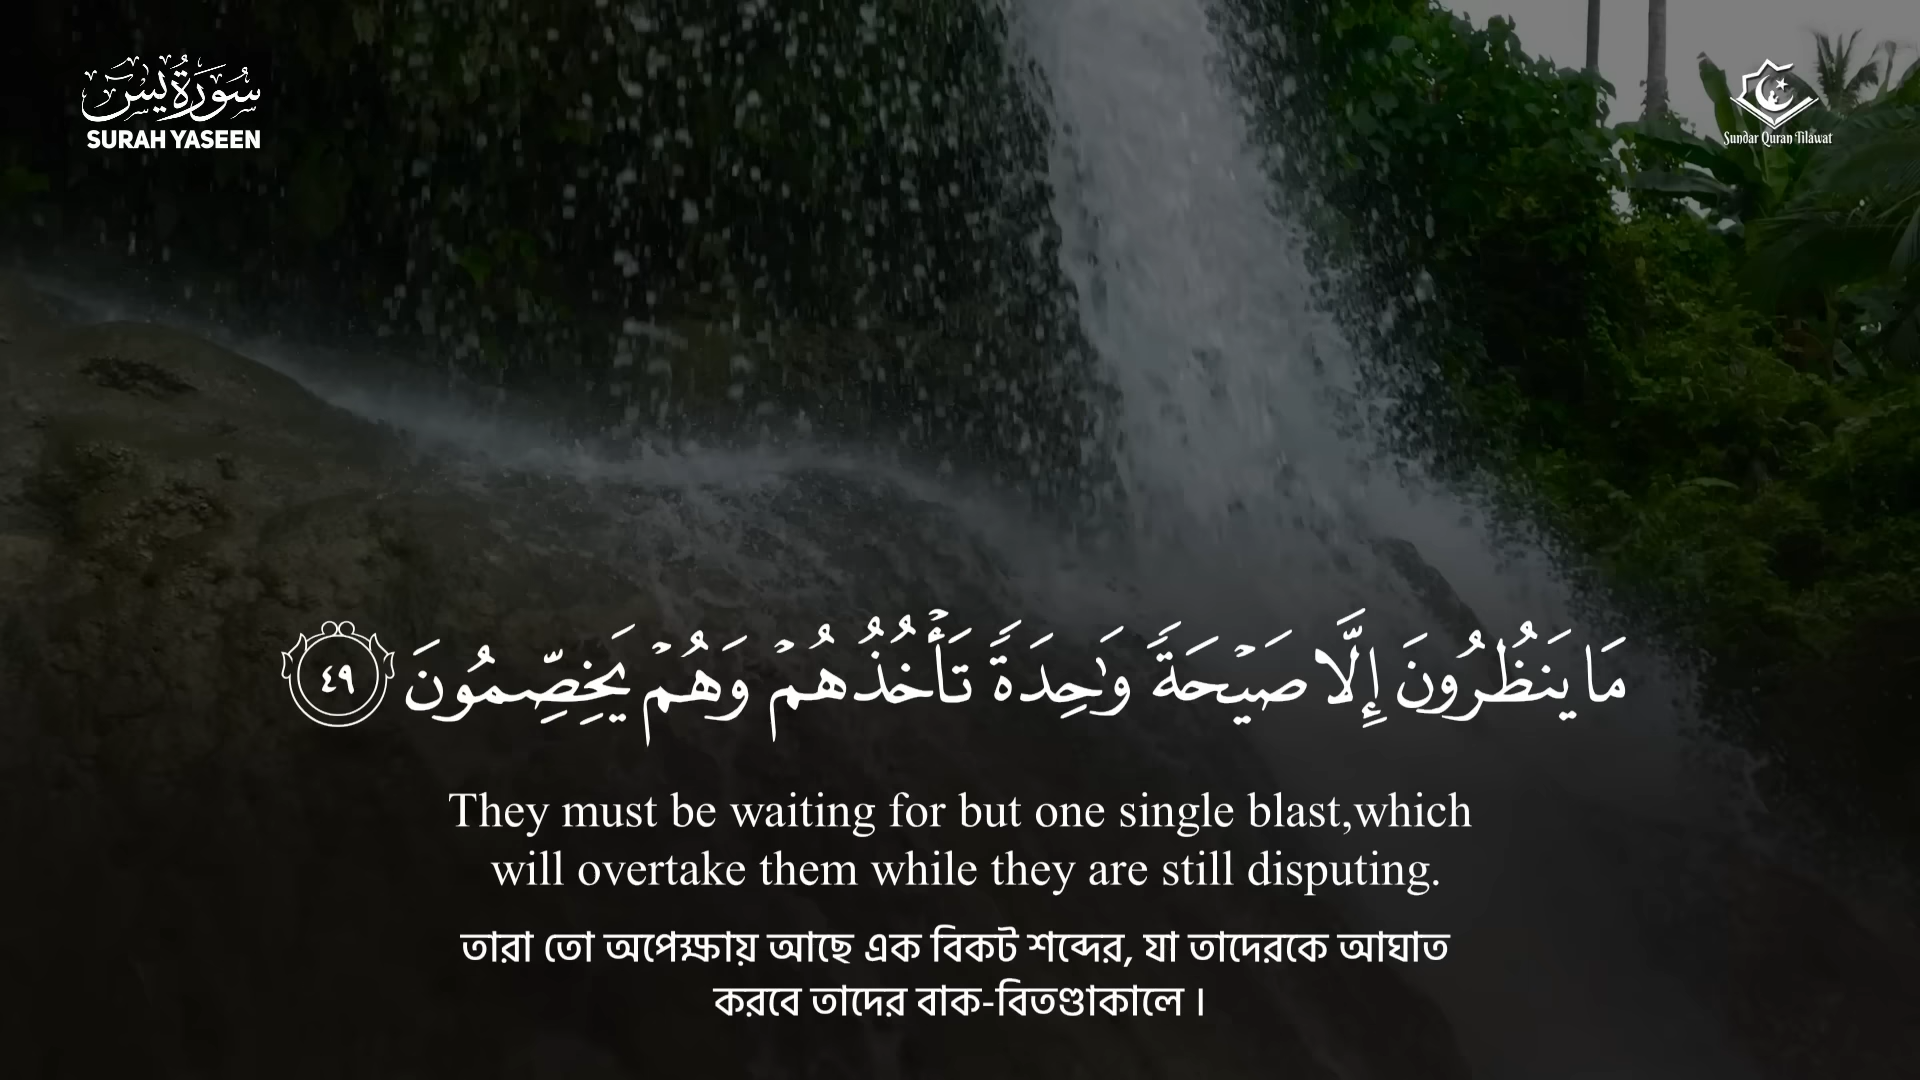 سُورَةُ يس
SURAH YASEEN
Sundar Quran Tilawat
مَا يَنظُرُونَ إِلَّا صَيْحَةً وَٰحِدَةً تَأْخُذُهُمْ وَهُمْ يَخِصِّمُونَ ٤٩
They must be waiting for but one single blast,which
will overtake them while they are still disputing.
তারা তো অপেক্ষায় আছে এক বিকট শব্দের, যা তাদেরকে আঘাত
করবে তাদের বাক-বিতণ্ডাকালে ।